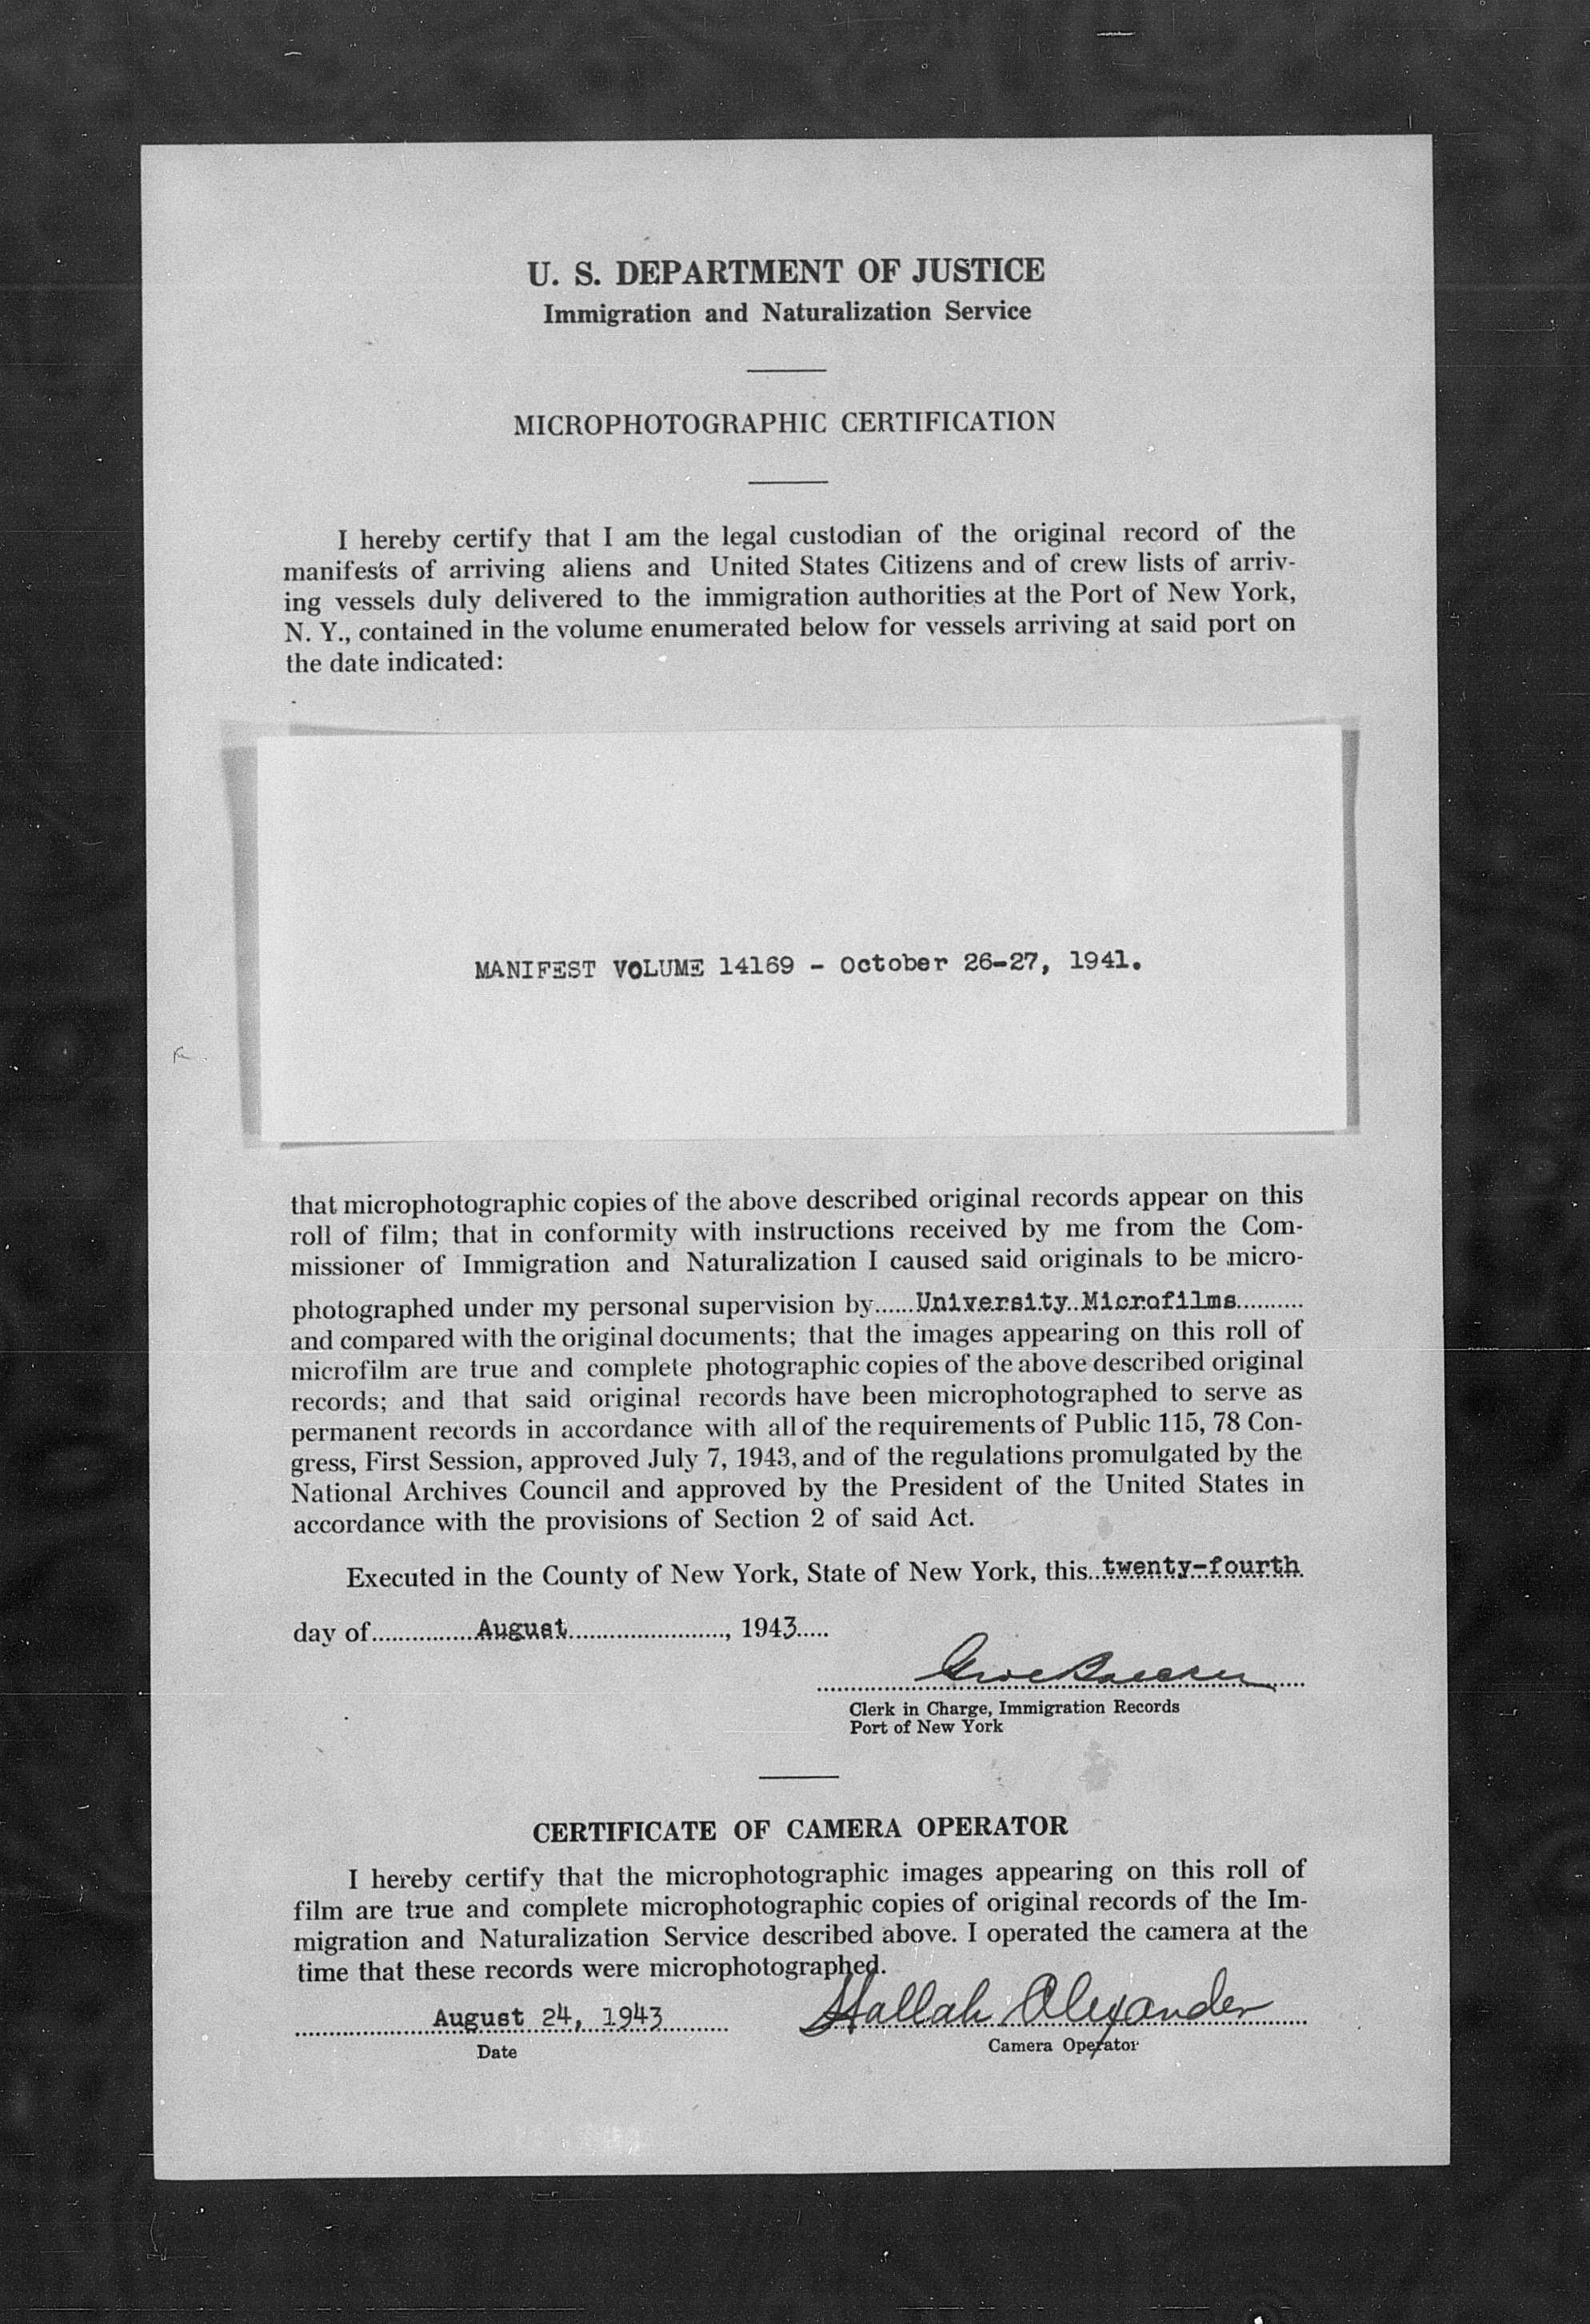 U. S. DEPARTMENT OF JUSTICE
Immigration and Naturalization Service
MICROPHOTOGRAPHIC CERTIFICATION
I hereby certify that I am the legal custodian of the original record of the
manifests of arriving aliens and United States Citizens and of crew lists of arriv-
ing vessels duly delivered to the immigration authorities at the Port of New York,
N. Y., contained in the volume enumerated below for vessels arriving at said port on
the date indicated:
MANIFEST VOLUME 14169 - October 26-27, 1941.
that microphotographic copies of the above described original records appear on this
roll of film; that in conformity with instructions received by me from the Com-
missioner of Immigration and Naturalization I caused said originals to be micro-
photographed under my personal supervision by......University Microfilms..........
and compared with the original documents; that the images appearing on this roll of
microfilm are true and complete photographic copies of the above described original
records; and that said original records have been microphotographed to serve as
permanent records in accordance with all of the requirements of Public 115, 78 Con-
gress, First Session, approved July 7, 1943, and of the regulations promulgated by the
National Archives Council and approved by the President of the United States in
accordance with the provisions of Section 2 of said Act.
Executed in the County of New York, State of New York, this twenty-fourth
day of August, 1943
Clerk in Charge, Immigration Records
Port of New York
CERTIFICATE OF CAMERA OPERATOR
I hereby certify that the microphotographic images appearing on this roll of
film are true and complete microphotographic copies of original records of the Im-
migration and Naturalization Service described above. I operated the camera at the
time that these records were microphotographed.
August 24, 1943 Hallah Alexander
Date Camera Operator